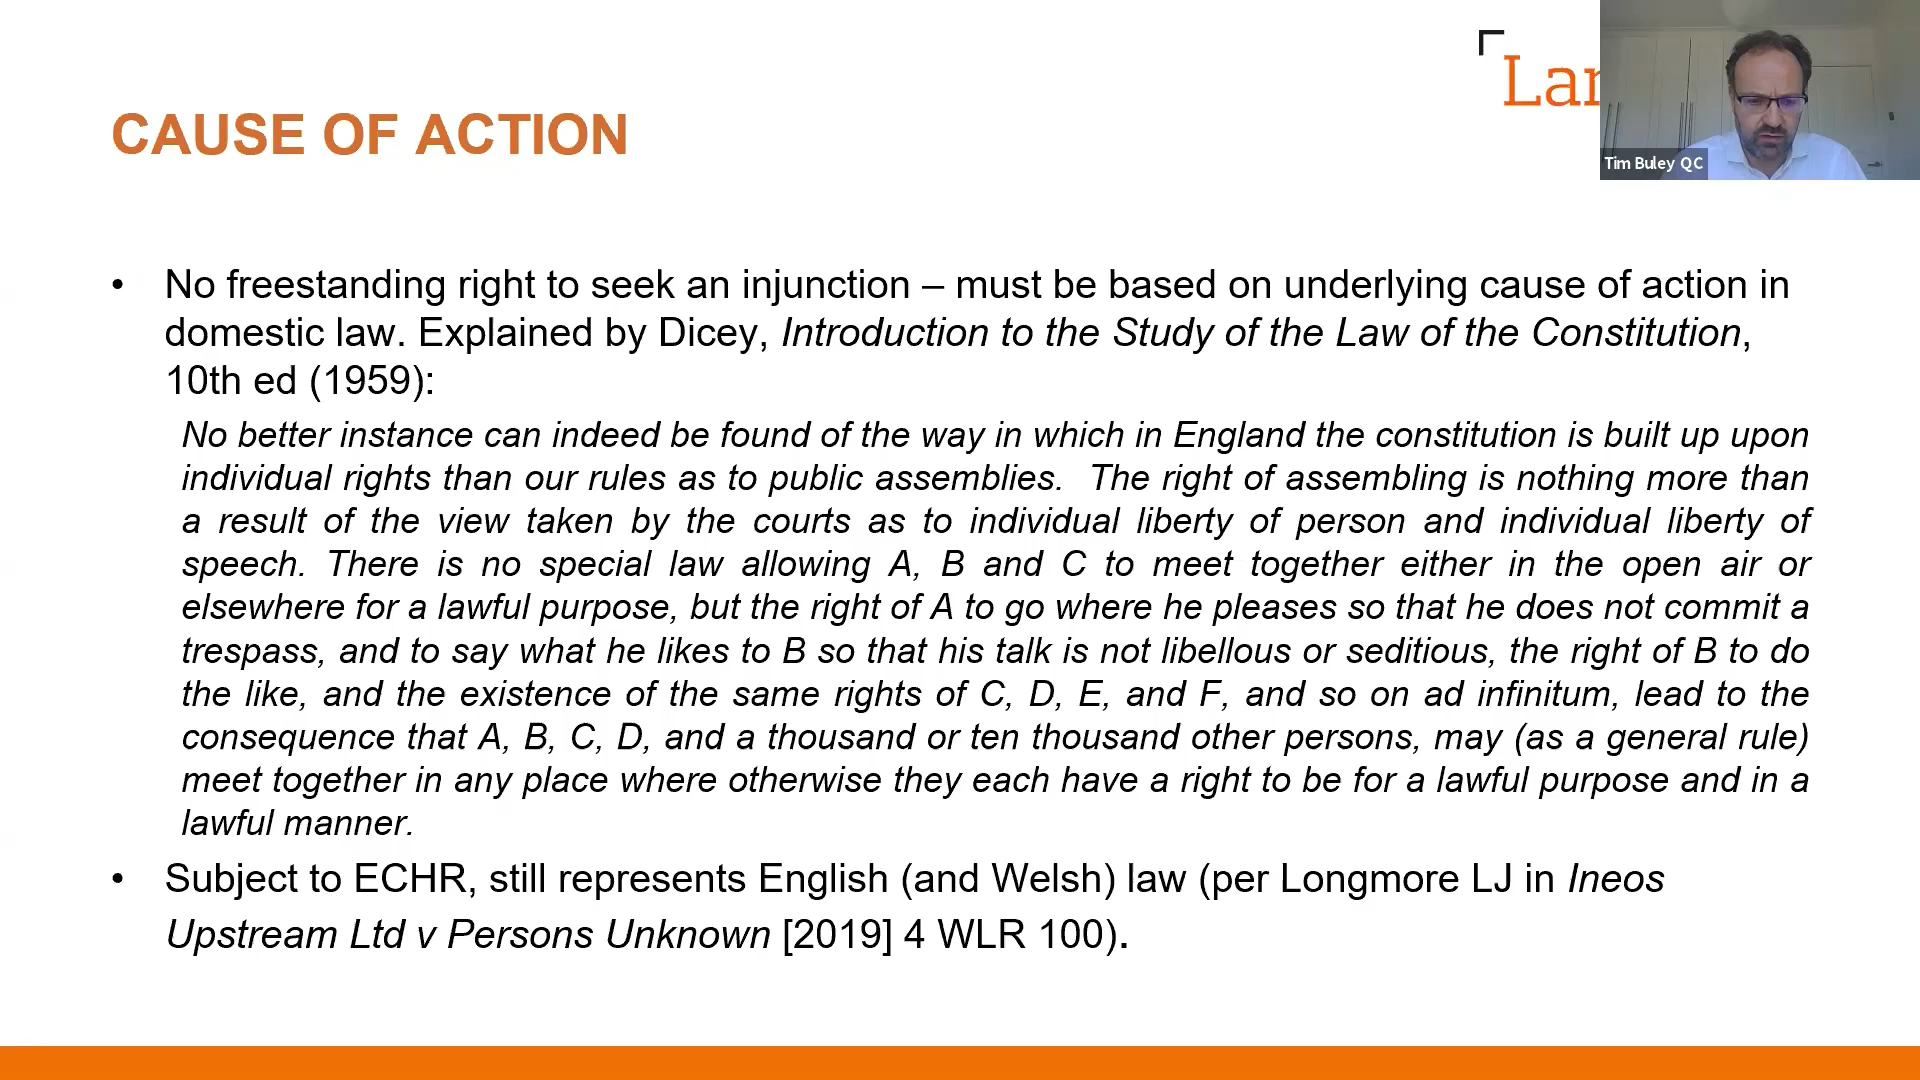 Lan
Tim Buley QC
CAUSE OF ACTION
• No freestanding right to seek an injunction – must be based on underlying cause of action in
domestic law. Explained by Dicey, Introduction to the Study of the Law of the Constitution,
10th ed (1959):
No better instance can indeed be found of the way in which in England the constitution is built up upon
individual rights than our rules as to public assemblies. The right of assembling is nothing more than
a result of the view taken by the courts as to individual liberty of person and individual liberty of
speech. There is no special law allowing A, B and C to meet together either in the open air or
elsewhere for a lawful purpose, but the right of A to go where he pleases so that he does not commit a
trespass, and to say what he likes to B so that his talk is not libellous or seditious, the right of B to do
the like, and the existence of the same rights of C, D, E, and F, and so on ad infinitum, lead to the
consequence that A, B, C, D, and a thousand or ten thousand other persons, may (as a general rule)
meet together in any place where otherwise they each have a right to be for a lawful purpose and in a
lawful manner.
• Subject to ECHR, still represents English (and Welsh) law (per Longmore LJ in Ineos
Upstream Ltd v Persons Unknown [2019] 4 WLR 100).